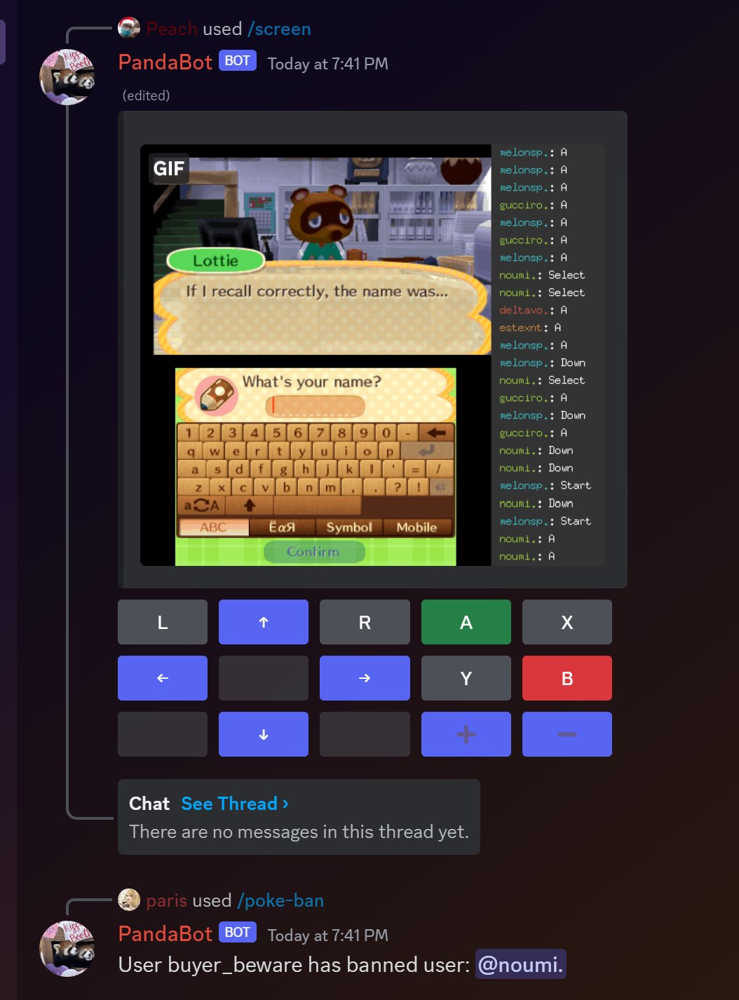 Peach used /screen
PandaBot BOT Today at 7:41 PM
(edited)
GIF
Lottie
If I recall correctly, the name was...
What's your name?
1 2 3 4 5 6 7 8 9 0 -
q w e r t y u i o p
a s d f g h j k l ' = /
z x c v b n m , . ? ! @
a A
ABC ËαЯ Symbol Mobile
Confirm
melonsp.: A
melonsp.: A
melonsp.: A
gucciro.: A
melonsp.: A
gucciro.: A
melonsp.: A
noumi.: Select
noumi.: Select
deltavo.: A
estexnt: A
melonsp.: A
melonsp.: Down
noumi.: Select
gucciro.: A
melonsp.: Down
gucciro.: A
noumi.: Down
noumi.: Down
melonsp.: Start
noumi.: Down
melonsp.: Start
noumi.: A
noumi.: A
L ↑ R A X
← → Y B
↓ + −
Chat See Thread ›
There are no messages in this thread yet.
paris used /poke-ban
PandaBot BOT Today at 7:41 PM
User buyer_beware has banned user: @noumi.